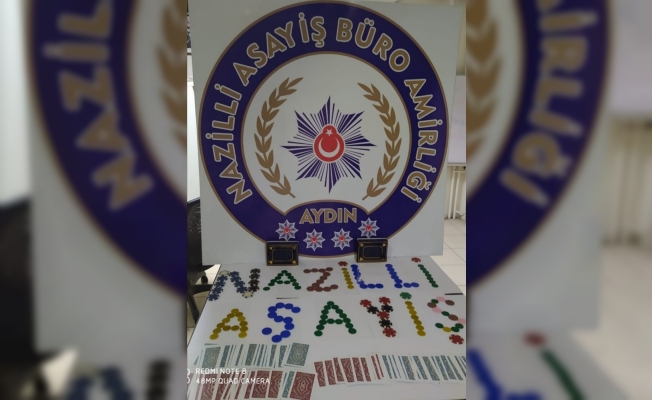 NAZİLLİ ASAYİŞ BÜRO AMİRLİĞİ
AYDIN
NAZİLLİ
ASAYİŞ
REDMI NOTE 8
48MP QUAD CAMERA